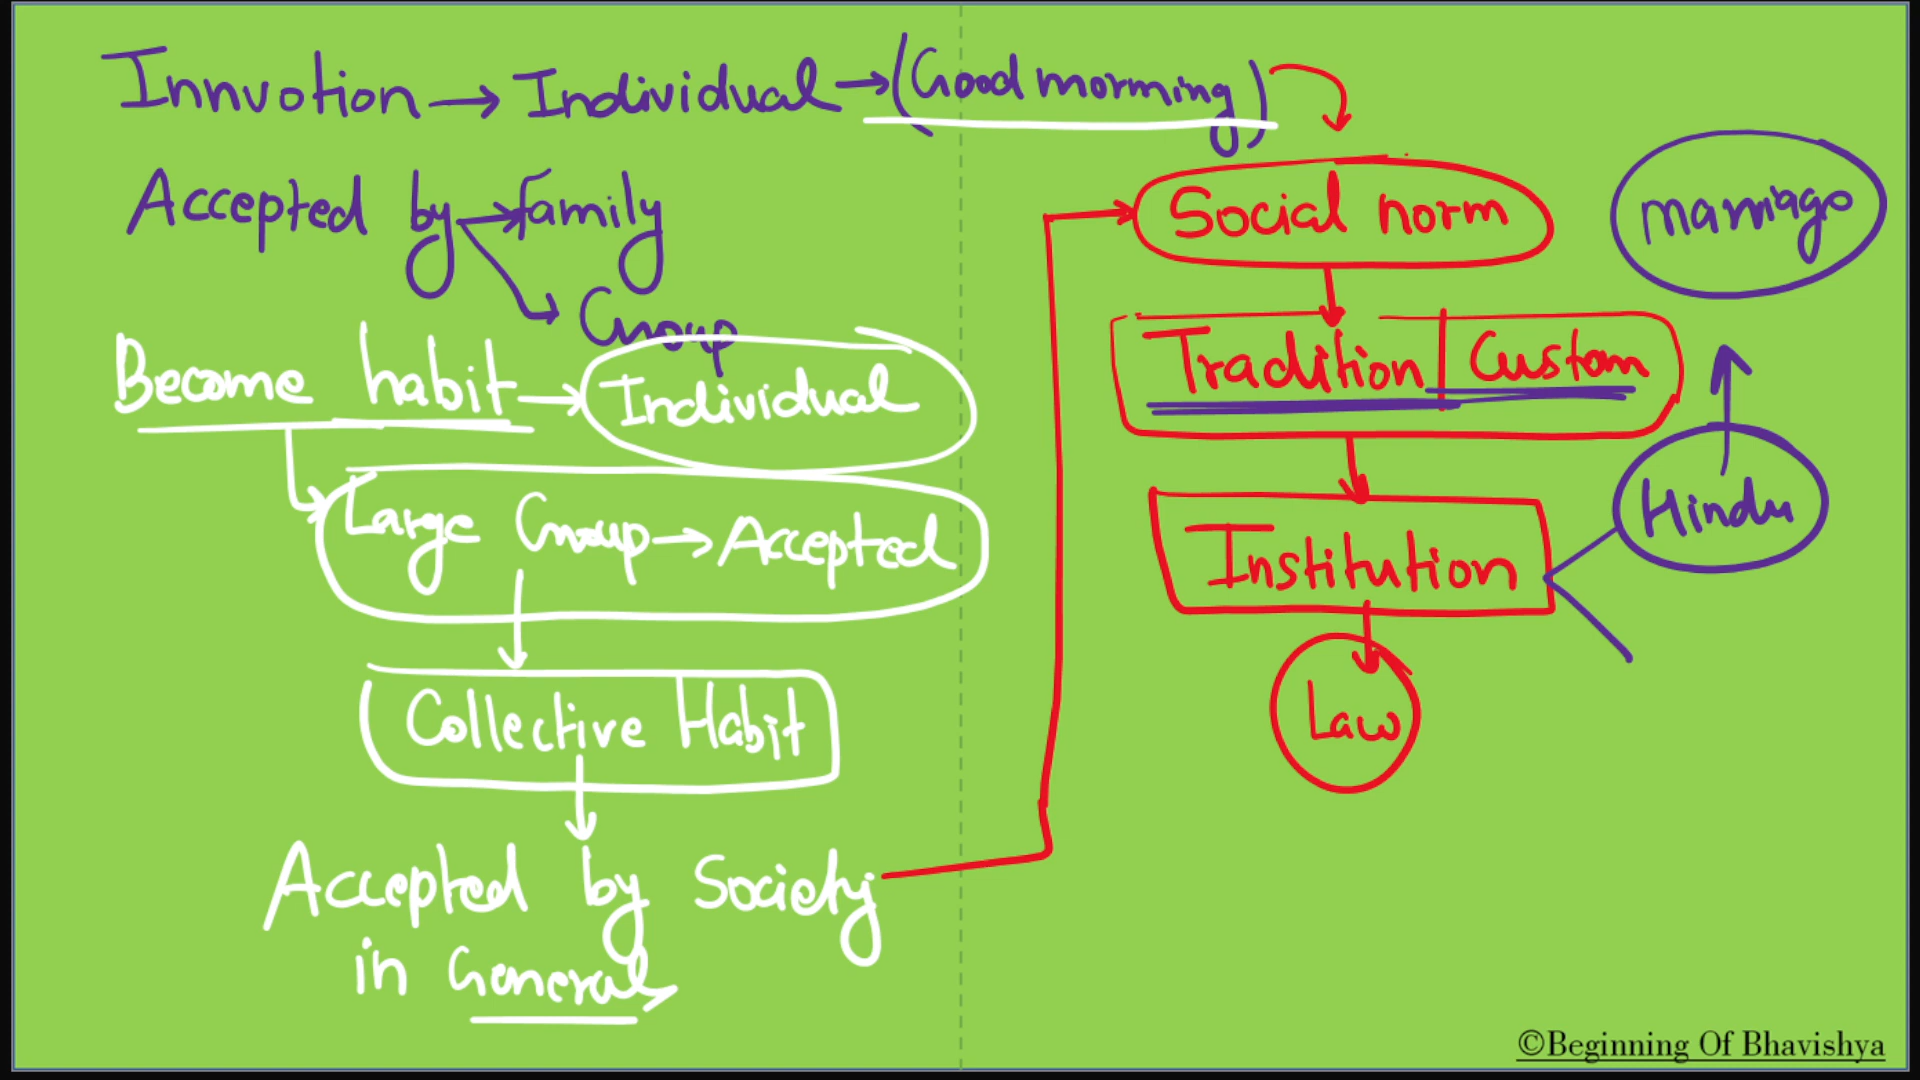 Innvotion → Individual → (Good morning)
Accepted by → family
→ Group
Become habit → Individual
Large Group → Accepted
Collective Habit
Accepted by Society
in General
Social norm
Tradition | Custom
Institution
Law
marriage
Hindu
©Beginning Of Bhavishya